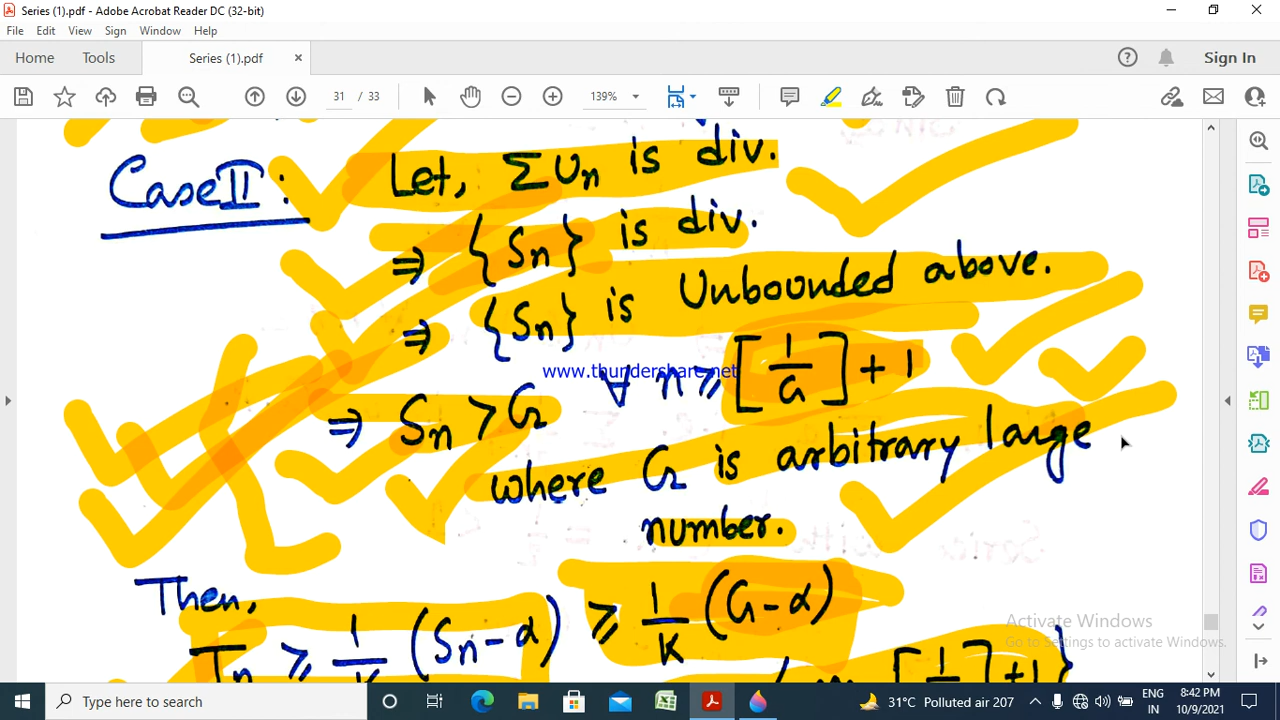 Series (1).pdf - Adobe Acrobat Reader DC (32-bit)
File Edit View Sign Window Help
Home Tools Series (1).pdf × Sign In
31 / 33 139%
Case II : Let, Σ Un is div.
⇒ {Sn} is div.
⇒ {Sn} is Unbounded above.
www.thundershare.net
⇒ Sn > G ∀ n ≥ [1/G] + 1
where G is arbitrary large
number.
Then,
Tn ≥ 1/K (Sn - α) ≥ 1/K (G - α)
Activate Windows
Go to Settings to activate Windows.
Type here to search
31°C Polluted air 207
ENG
IN
8:42 PM
10/9/2021